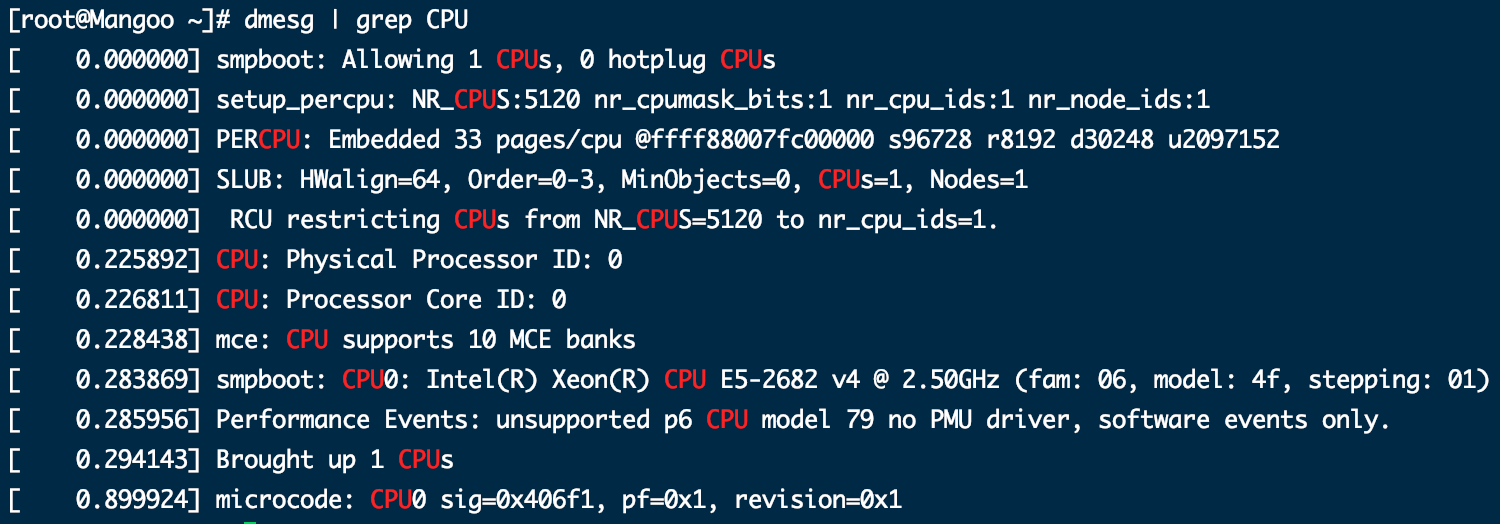 [root@Mangoo ~]# dmesg | grep CPU
[    0.000000] smpboot: Allowing 1 CPUs, 0 hotplug CPUs
[    0.000000] setup_percpu: NR_CPUS:5120 nr_cpumask_bits:1 nr_cpu_ids:1 nr_node_ids:1
[    0.000000] PERCPU: Embedded 33 pages/cpu @ffff88007fc00000 s96728 r8192 d30248 u2097152
[    0.000000] SLUB: HWalign=64, Order=0-3, MinObjects=0, CPUs=1, Nodes=1
[    0.000000]  RCU restricting CPUs from NR_CPUS=5120 to nr_cpu_ids=1.
[    0.225892] CPU: Physical Processor ID: 0
[    0.226811] CPU: Processor Core ID: 0
[    0.228438] mce: CPU supports 10 MCE banks
[    0.283869] smpboot: CPU0: Intel(R) Xeon(R) CPU E5-2682 v4 @ 2.50GHz (fam: 06, model: 4f, stepping: 01)
[    0.285956] Performance Events: unsupported p6 CPU model 79 no PMU driver, software events only.
[    0.294143] Brought up 1 CPUs
[    0.899924] microcode: CPU0 sig=0x406f1, pf=0x1, revision=0x1